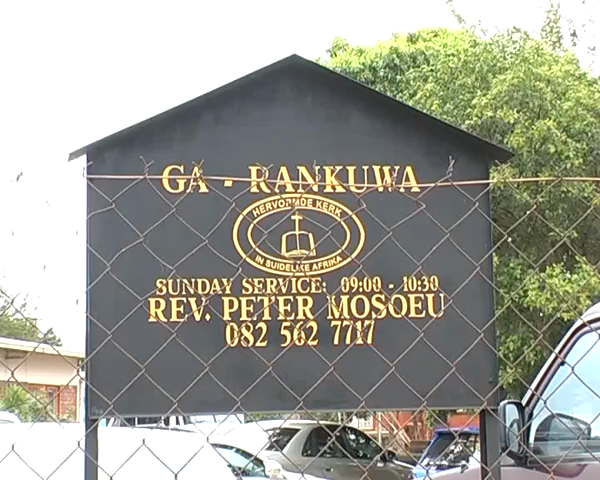 GA - RANKUWA
HERVORMDE KERK
IN SUIDELIKE AFRIKA
SUNDAY SERVICE: 09:00 - 10:30
REV. PETER MOSOEU
082 562 7717